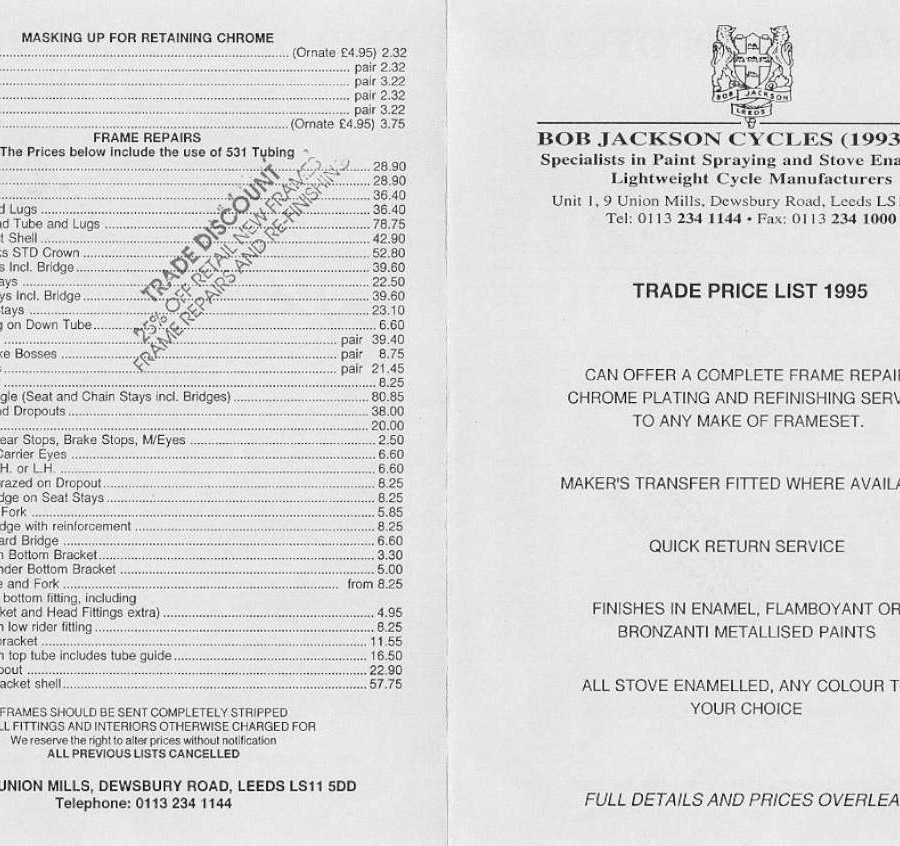 MASKING UP FOR RETAINING CHROME
(Ornate £4.95) 2.32
pair 2.32
pair 3.22
pair 2.32
pair 3.22
(Ornate £4.95) 3.75
FRAME REPAIRS
The Prices below include the use of 531 Tubing
28.90
28.90
36.40
d Lugs 36.40
ad Tube and Lugs 78.75
t Shell 42.90
s STD Crown 52.80
s Incl. Bridge 39.60
ays 22.50
ys Incl. Bridge 39.60
tays 23.10
g on Down Tube 6.60
pair 39.40
ke Bosses pair 8.75
pair 21.45
8.25
gle (Seat and Chain Stays incl. Bridges) 80.85
nd Dropouts 38.00
20.00
ear Stops, Brake Stops, M/Eyes 2.50
Carrier Eyes 6.60
H. or L.H. 6.60
razed on Dropout 8.25
dge on Seat Stays 8.25
Fork 5.85
dge with reinforcement 8.25
ard Bridge 6.60
n Bottom Bracket 3.30
nder Bottom Bracket 5.00
e and Fork from 8.25
bottom fitting, including
ket and Head Fittings extra) 4.95
n low rider fitting 8.25
bracket 11.55
n top tube includes tube guide 16.50
pout 22.90
acket shell 57.75
TRADE DISCOUNT
25% OFF RETAIL NEW FRAMES
FRAME REPAIRS AND RE-FINISHING
FRAMES SHOULD BE SENT COMPLETELY STRIPPED
LL FITTINGS AND INTERIORS OTHERWISE CHARGED FOR
We reserve the right to alter prices without notification
ALL PREVIOUS LISTS CANCELLED
UNION MILLS, DEWSBURY ROAD, LEEDS LS11 5DD
Telephone: 0113 234 1144
BOB JACKSON
LEEDS
BOB JACKSON CYCLES (1993
Specialists in Paint Spraying and Stove Ena
Lightweight Cycle Manufacturers
Unit 1, 9 Union Mills, Dewsbury Road, Leeds LS1
Tel: 0113 234 1144 • Fax: 0113 234 1000
TRADE PRICE LIST 1995
CAN OFFER A COMPLETE FRAME REPAIR
CHROME PLATING AND REFINISHING SERV
TO ANY MAKE OF FRAMESET.
MAKER'S TRANSFER FITTED WHERE AVAILA
QUICK RETURN SERVICE
FINISHES IN ENAMEL, FLAMBOYANT OR
BRONZANTI METALLISED PAINTS
ALL STOVE ENAMELLED, ANY COLOUR T
YOUR CHOICE
FULL DETAILS AND PRICES OVERLEA